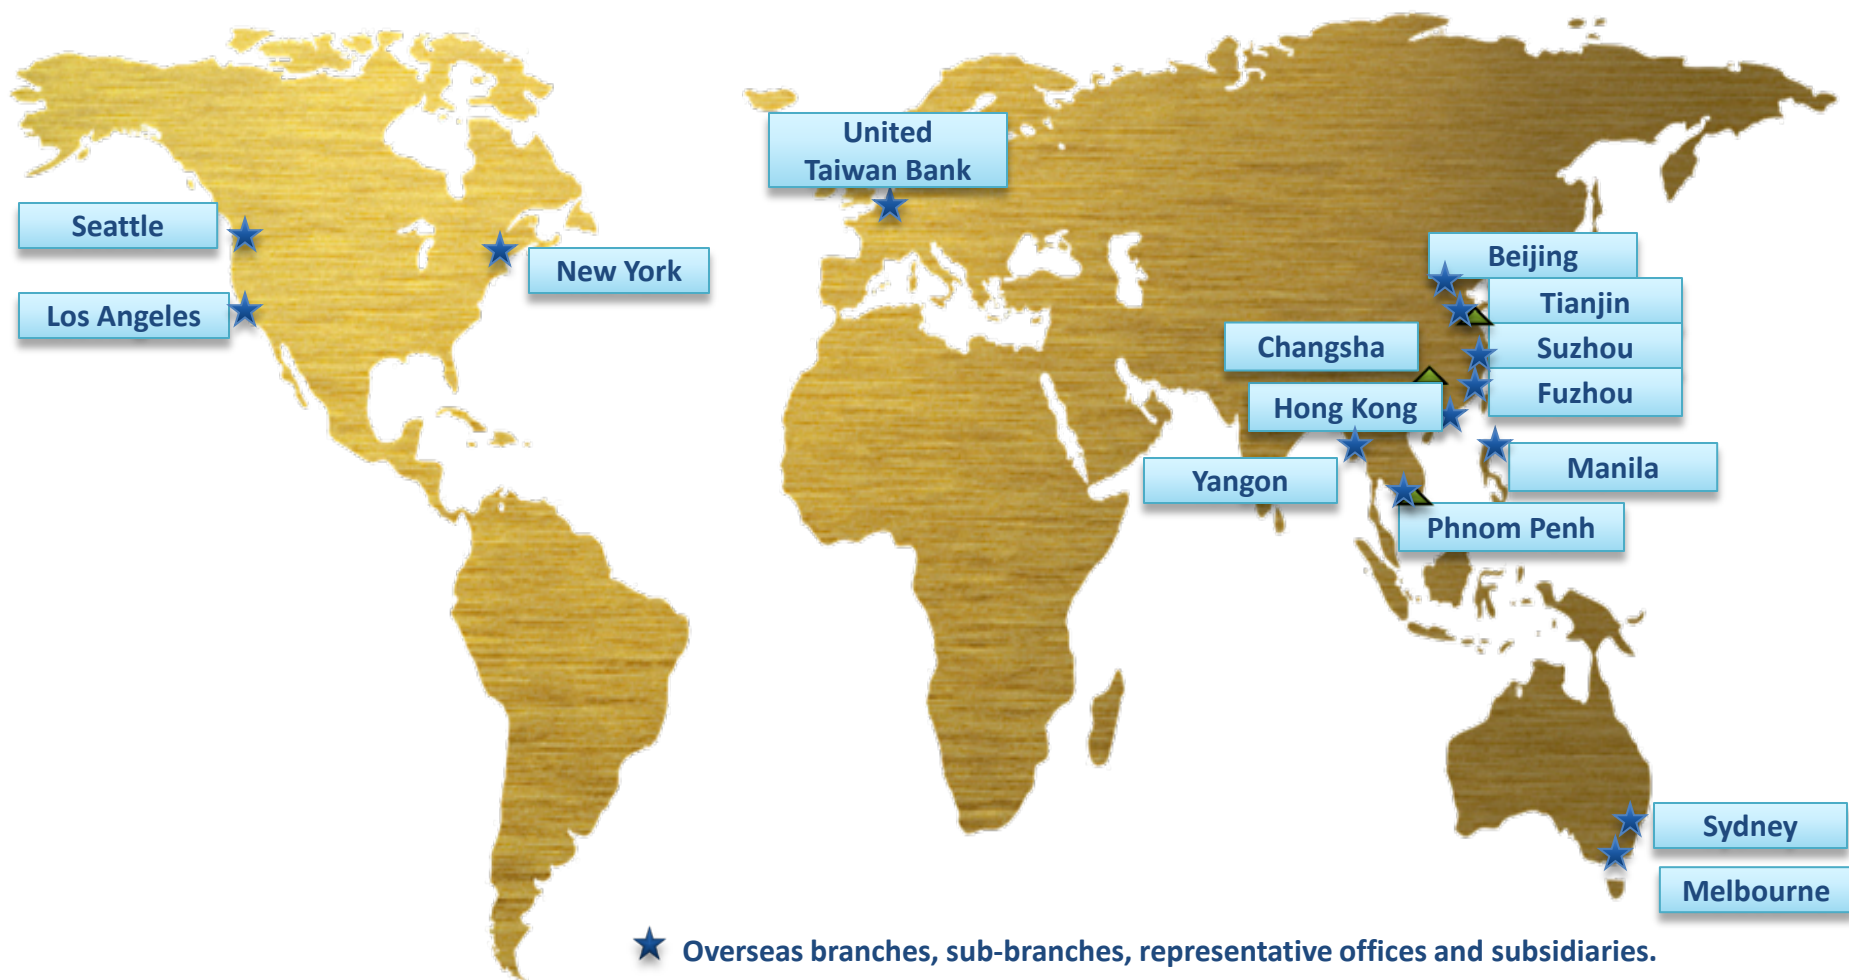 United
Taiwan Bank
Seattle
New York
Los Angeles
Beijing
Tianjin
Changsha
Suzhou
Fuzhou
Hong Kong
Manila
Yangon
Phnom Penh
Sydney
Melbourne
Overseas branches, sub-branches, representative offices and subsidiaries.